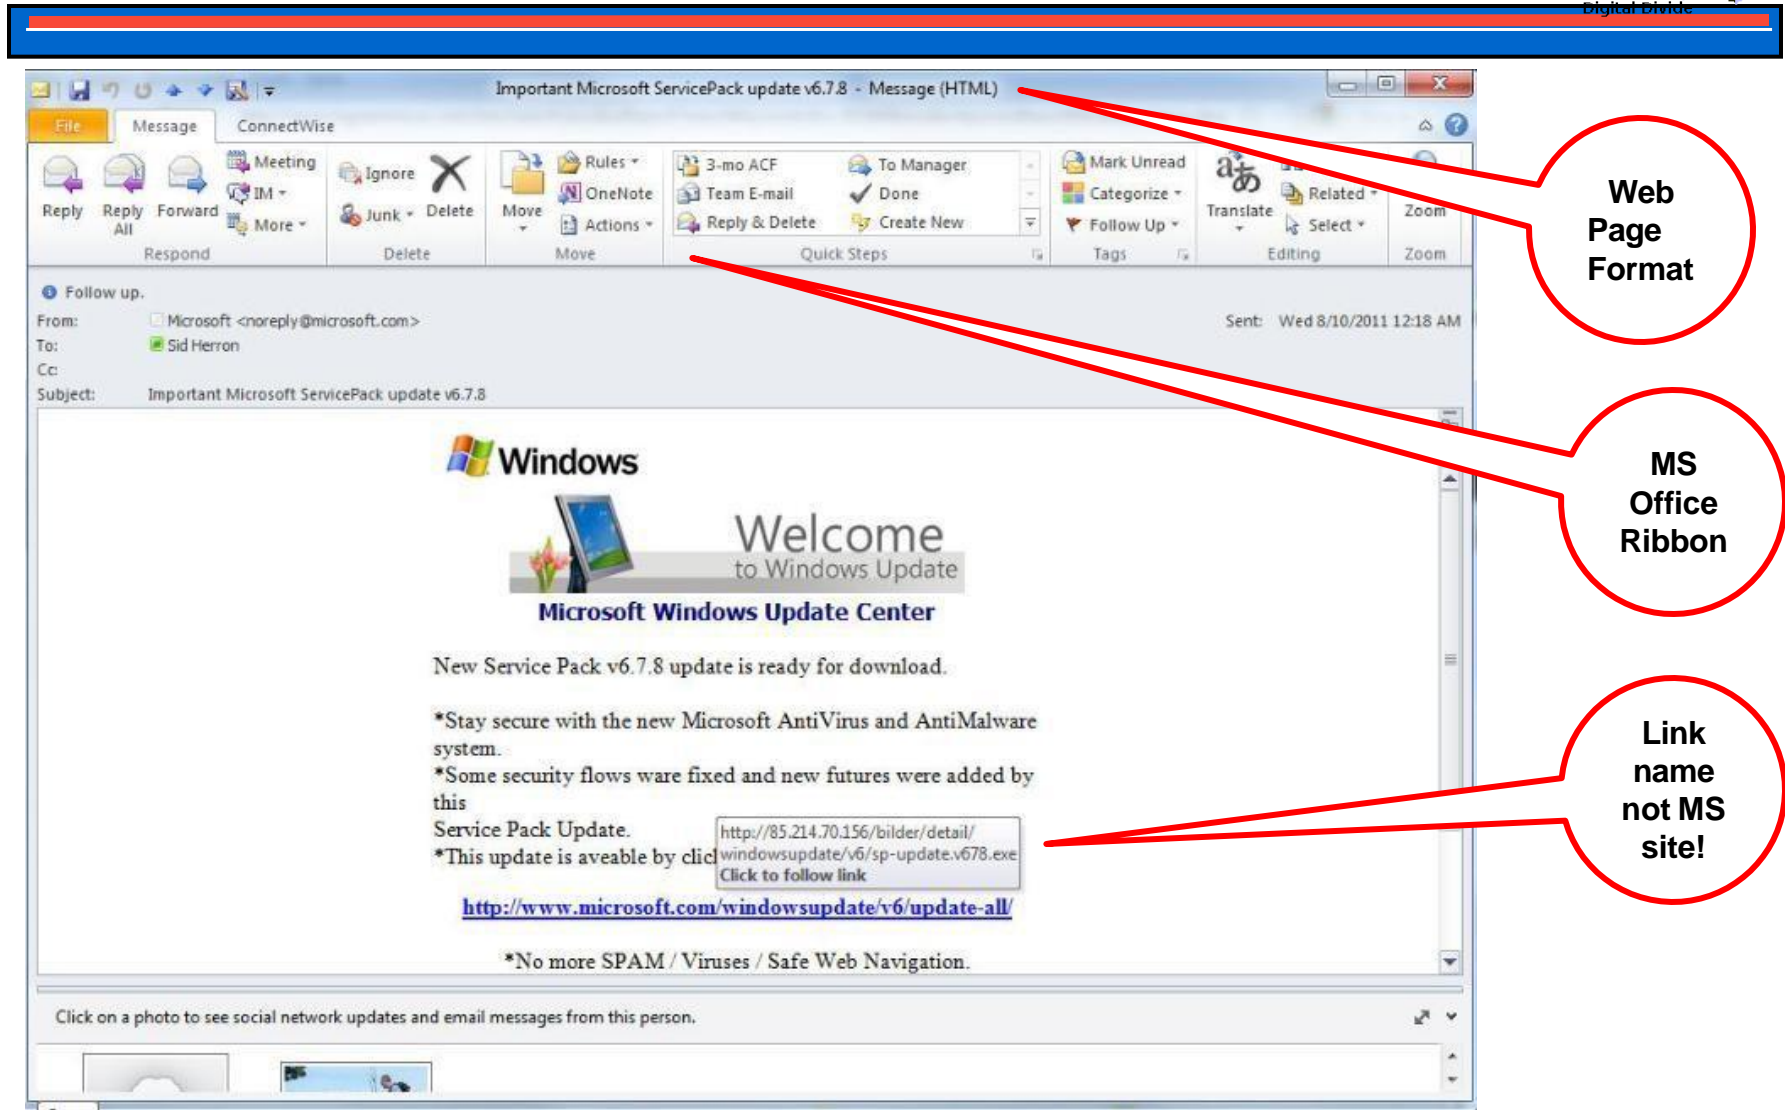 Digital Divide
Important Microsoft ServicePack update v6.7.8 - Message (HTML)
File Message ConnectWise
Reply
Reply All
Forward
Meeting
IM
More
Respond
Ignore
Junk
Delete
Delete
Move
Rules
OneNote
Actions
Move
3-mo ACF
Team E-mail
Reply & Delete
To Manager
Done
Create New
Quick Steps
Mark Unread
Categorize
Follow Up
Tags
Translate
Related
Select
Editing
Zoom
Zoom
Web
Page
Format
Follow up.
From: Microsoft <noreply@microsoft.com>
Sent: Wed 8/10/2011 12:18 AM
To: Sid Herron
Cc:
Subject: Important Microsoft ServicePack update v6.7.8
MS
Office
Ribbon
Windows
Welcome
to Windows Update
Microsoft Windows Update Center
New Service Pack v6.7.8 update is ready for download.
*Stay secure with the new Microsoft AntiVirus and AntiMalware
system.
*Some security flows ware fixed and new futures were added by
this
Service Pack Update.
*This update is aveable by clic
http://85.214.70.156/bilder/detail/
windowsupdate/v6/sp-update.v678.exe
Click to follow link
http://www.microsoft.com/windowsupdate/v6/update-all/
*No more SPAM / Viruses / Safe Web Navigation.
Link
name
not MS
site!
Click on a photo to see social network updates and email messages from this person.